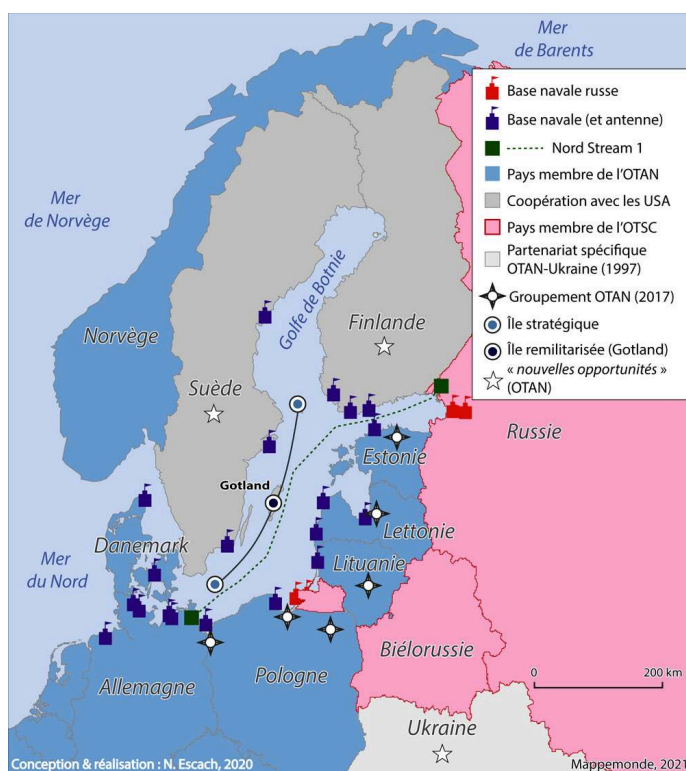 Mer
de Barents
Base navale russe
Base navale (et antenne)
Nord Stream 1
Pays membre de l'OTAN
Coopération avec les USA
Pays membre de l'OTSC
Partenariat spécifique
OTAN-Ukraine (1997)
Groupement OTAN (2017)
Île stratégique
Île remilitarisée (Gotland)
« nouvelles opportunités »
(OTAN)
Mer
de Norvège
Golfe de Botnie
Norvège
Finlande
Suède
Russie
Estonie
Gotland
Lettonie
Danemark
Mer
du Nord
Lituanie
Biélorussie
0 200 km
Allemagne
Pologne
Ukraine
Conception & réalisation : N. Escach, 2020
Mappemonde, 2021